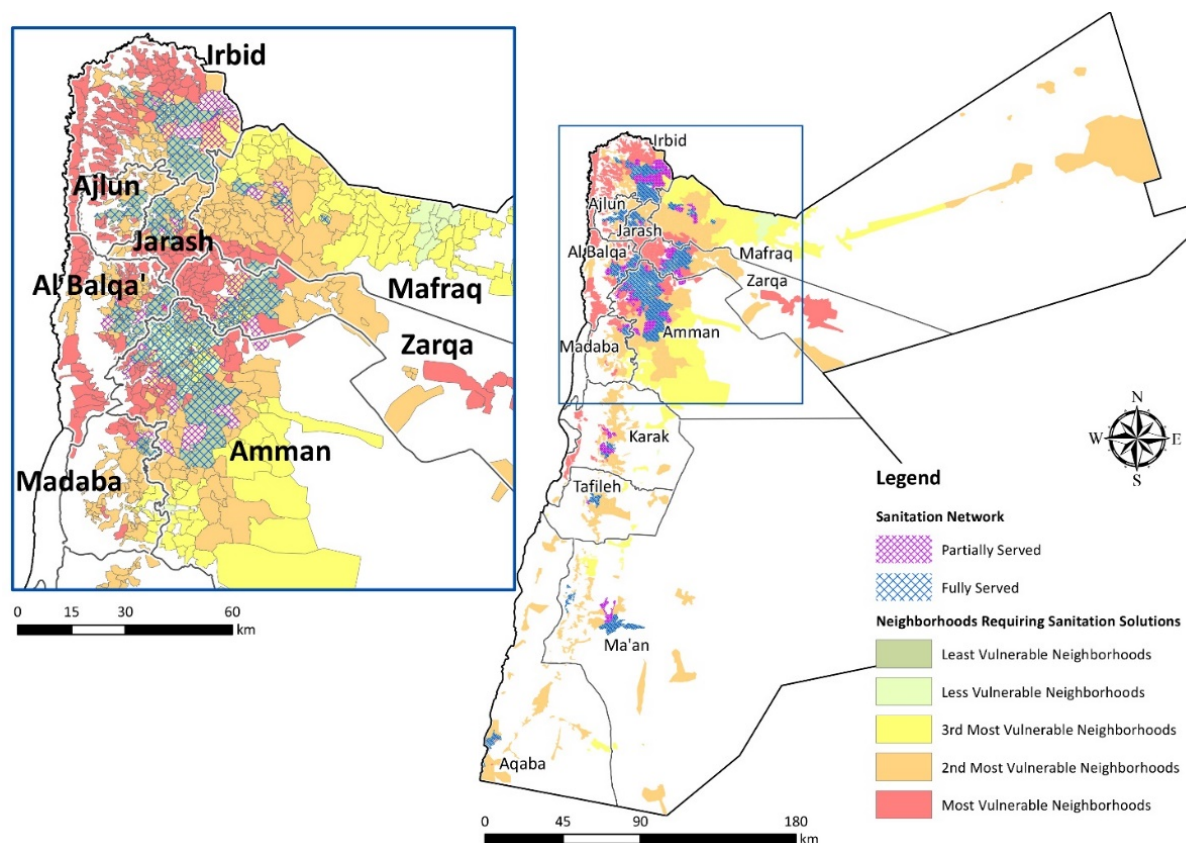 Irbid
Ajlun
Jarash
Al Balqa'
Mafraq
Zarqa
Amman
Madaba
0 15 30 60
km
Irbid
Ajlun
Jarash
Al Balqa'
Mafraq
Zarqa
Amman
Madaba
Karak
Tafileh
Ma'an
Aqaba
0 45 90 180
km
N
W E
S
Legend
Sanitation Network
Partially Served
Fully Served
Neighborhoods Requiring Sanitation Solutions
Least Vulnerable Neighborhoods
Less Vulnerable Neighborhoods
3rd Most Vulnerable Neighborhoods
2nd Most Vulnerable Neighborhoods
Most Vulnerable Neighborhoods